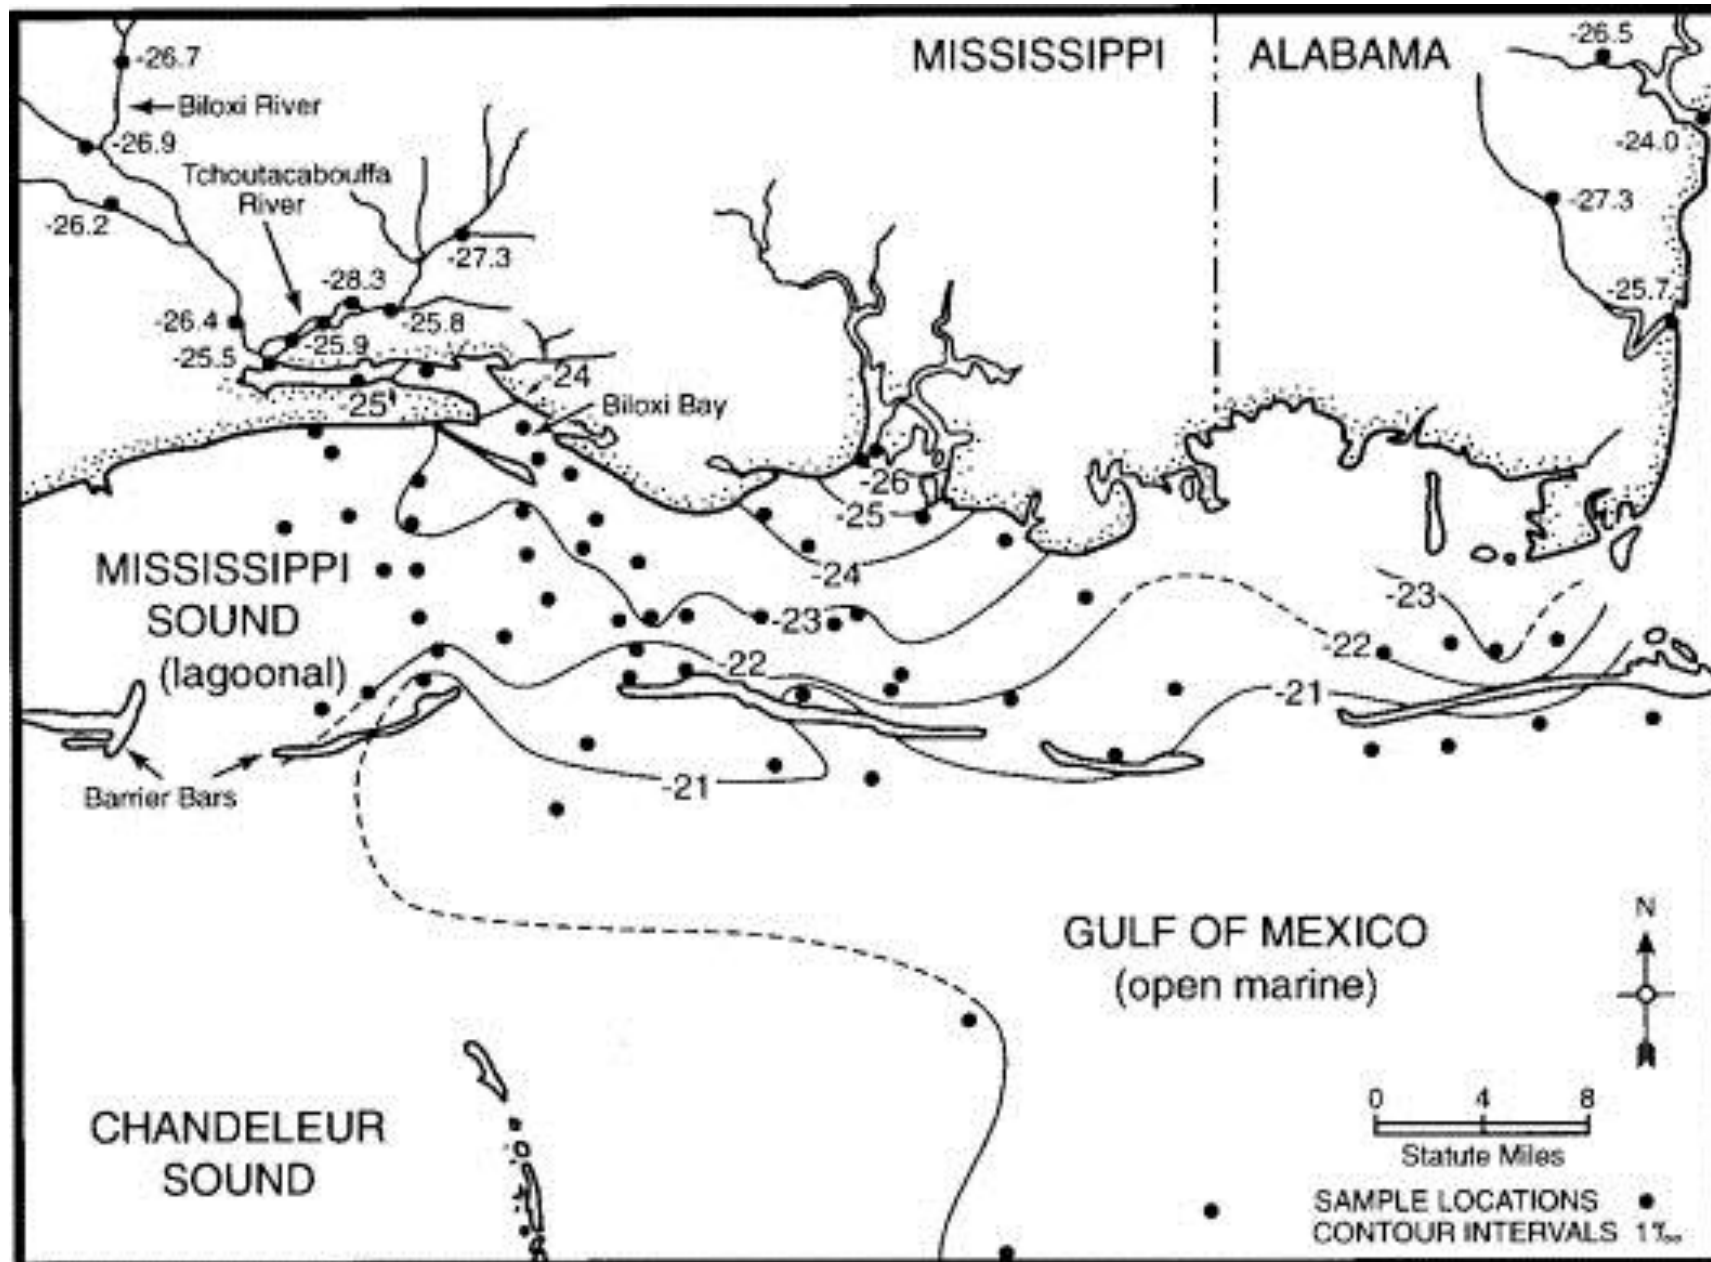 MISSISSIPPI
ALABAMA
-26.5
-26.7
Biloxi River
-24.0
-26.9
Tchoutacabouffa
River
-26.2
-27.3
-27.3
-28.3
-25.7
-26.4
-25.8
-25.9
-25.5
-24
-25
Biloxi Bay
-26
-25
-24
MISSISSIPPI
SOUND
(lagoonal)
-23
-23
-22
-22
-21
-21
Barrier Bars
GULF OF MEXICO
(open marine)
N
CHANDELEUR
SOUND
0 4 8
Statute Miles
SAMPLE LOCATIONS
CONTOUR INTERVALS 1‰